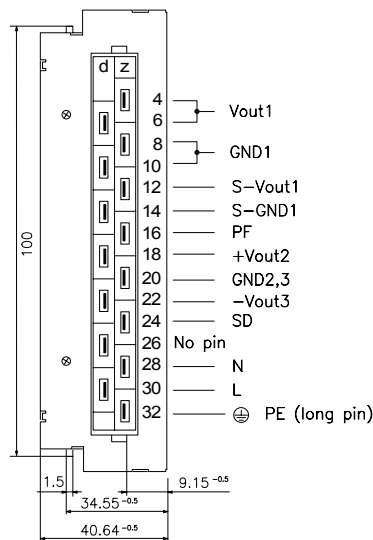 d z
4
6
Vout1
8
10
GND1
12 S-Vout1
14 S-GND1
16 PF
18 +Vout2
20 GND2,3
22 -Vout3
24 SD
26 No pin
28 N
30 L
32 PE (long pin)
100
1.5
9.15 -0.5
34.55 -0.5
40.64 -0.5